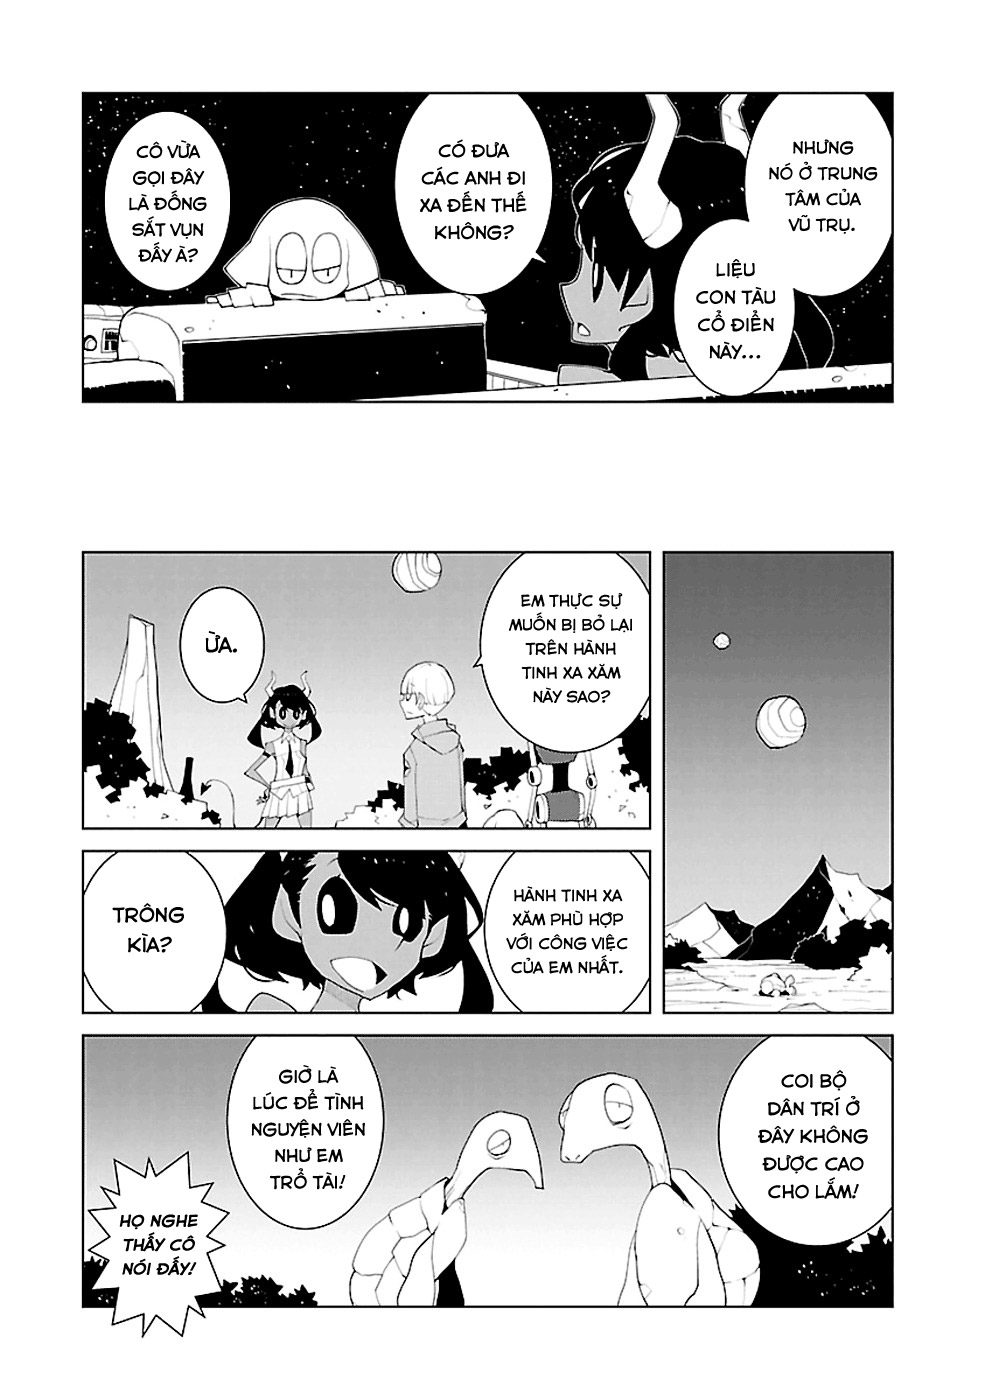 NHƯNG
NÓ Ở TRUNG
TÂM CỦA
VŨ TRỤ.
LIỆU
CON TÀU
CỔ ĐIỂN
NÀY...
CÓ ĐƯA
CÁC ANH ĐI
XA ĐẾN THẾ
KHÔNG?
CÔ VỪA
GỌI ĐÂY
LÀ ĐỐNG
SẮT VỤN
ĐẤY À?
EM THỰC SỰ
MUỐN BỊ BỎ LẠI
TRÊN HÀNH
TINH XA XĂM
NÀY SAO?
ỪA.
HÀNH TINH XA
XĂM PHÙ HỢP
VỚI CÔNG VIỆC
CỦA EM NHẤT.
TRÔNG
KÌA?
COI BỘ
DÂN TRÍ Ở
ĐÂY KHÔNG
ĐƯỢC CAO
CHO LẮM!
GIỜ LÀ
LÚC ĐỂ TÌNH
NGUYỆN VIÊN
NHƯ EM
TRỔ TÀI!
HỌ NGHE
THẤY CÔ
NÓI ĐẤY!